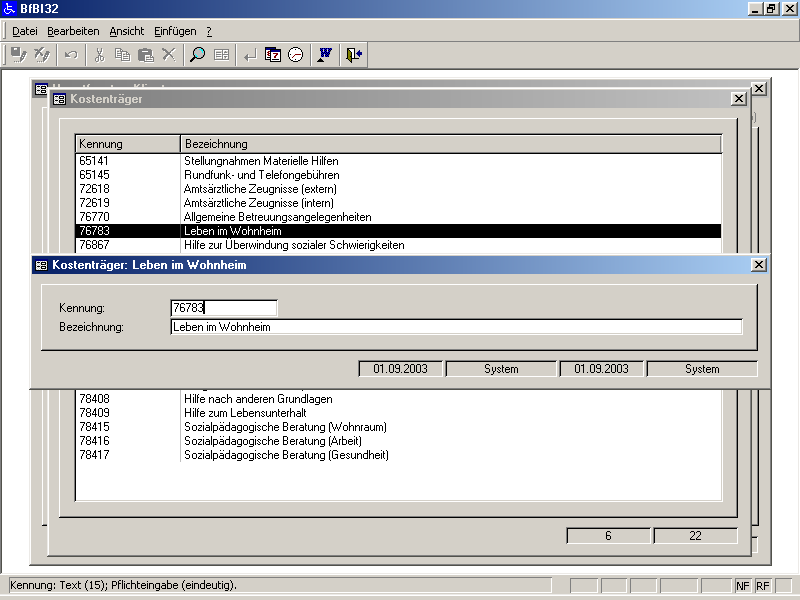 BfBI32
Datei Bearbeiten Ansicht Einfügen ?
Kostenträger
Kennung Bezeichnung
65141 Stellungnahmen Materielle Hilfen
65145 Rundfunk- und Telefongebühren
72618 Amtsärztliche Zeugnisse (extern)
72619 Amtsärztliche Zeugnisse (intern)
76770 Allgemeine Betreuungsangelegenheiten
76783 Leben im Wohnheim
76867 Hilfe zur Überwindung sozialer Schwierigkeiten
Kostenträger: Leben im Wohnheim
Kennung: 76783
Bezeichnung: Leben im Wohnheim
01.09.2003 System 01.09.2003 System
78408 Hilfe nach anderen Grundlagen
78409 Hilfe zum Lebensunterhalt
78415 Sozialpädagogische Beratung (Wohnraum)
78416 Sozialpädagogische Beratung (Arbeit)
78417 Sozialpädagogische Beratung (Gesundheit)
6 22
Kennung: Text (15); Pflichteingabe (eindeutig). NF RF